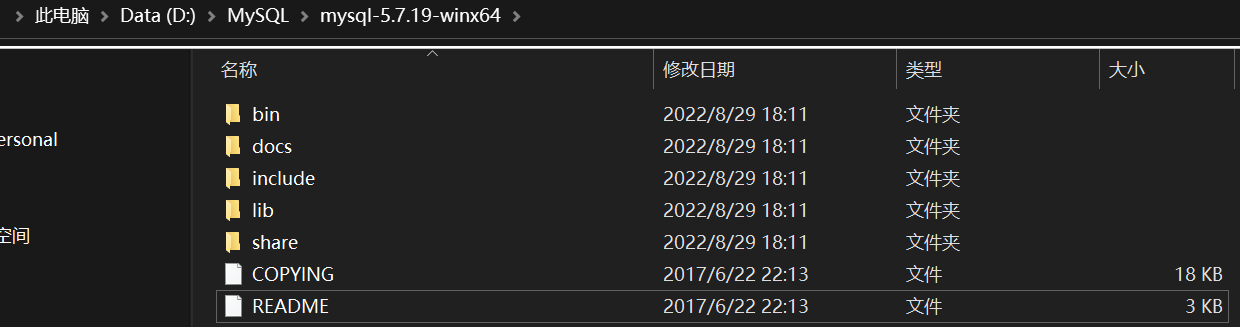 此电脑 Data (D:) MySQL mysql-5.7.19-winx64
名称 修改日期 类型 大小
bin 2022/8/29 18:11 文件夹
ersonal docs 2022/8/29 18:11 文件夹
include 2022/8/29 18:11 文件夹
lib 2022/8/29 18:11 文件夹
空间 share 2022/8/29 18:11 文件夹
COPYING 2017/6/22 22:13 文件 18 KB
README 2017/6/22 22:13 文件 3 KB